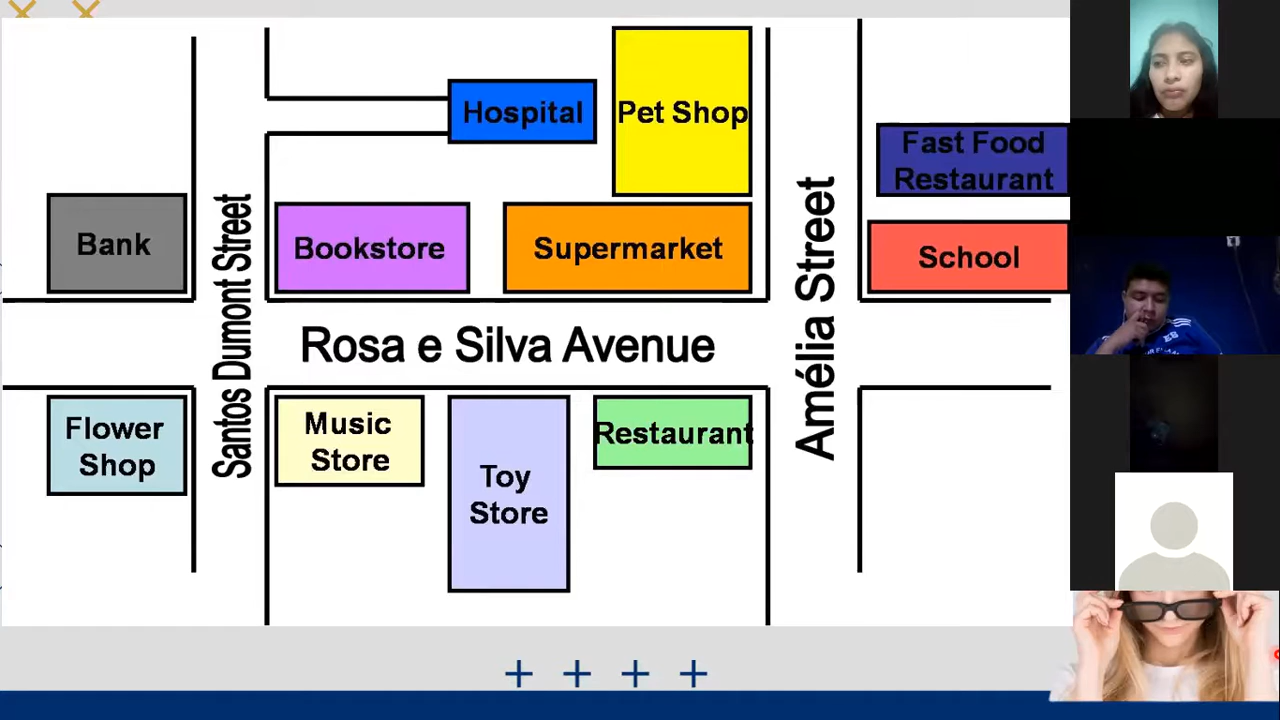 Hospital
Pet Shop
Fast Food
Restaurant
Bank
Santos Dumont Street
Bookstore
Supermarket
Amélia Street
School
Rosa e Silva Avenue
Flower
Shop
Music
Store
Toy
Store
Restaurant